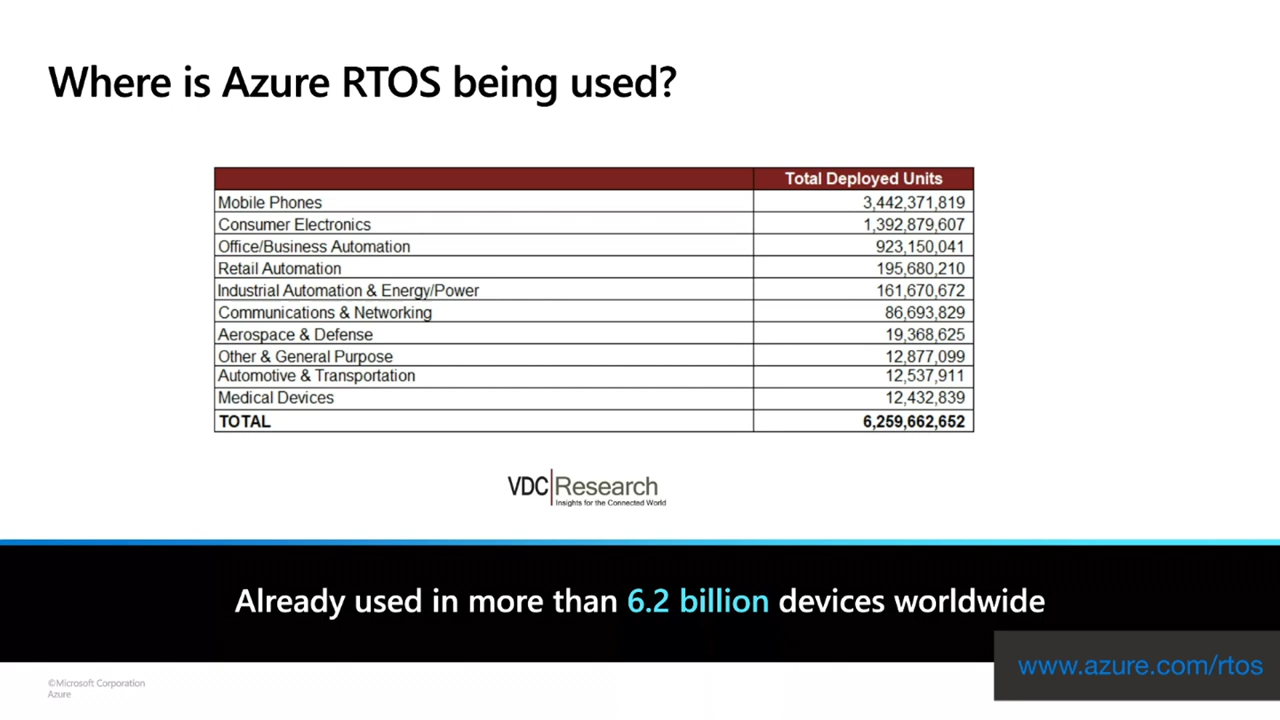 Where is Azure RTOS being used?
Total Deployed Units
Mobile Phones 3,442,371,819
Consumer Electronics 1,392,879,607
Office/Business Automation 923,150,041
Retail Automation 195,680,210
Industrial Automation & Energy/Power 161,670,672
Communications & Networking 86,693,829
Aerospace & Defense 19,368,625
Other & General Purpose 12,877,099
Automotive & Transportation 12,537,911
Medical Devices 12,432,839
TOTAL 6,259,662,652
VDC Research
Insights for the Connected World
Already used in more than 6.2 billion devices worldwide
www.azure.com/rtos
©Microsoft Corporation
Azure